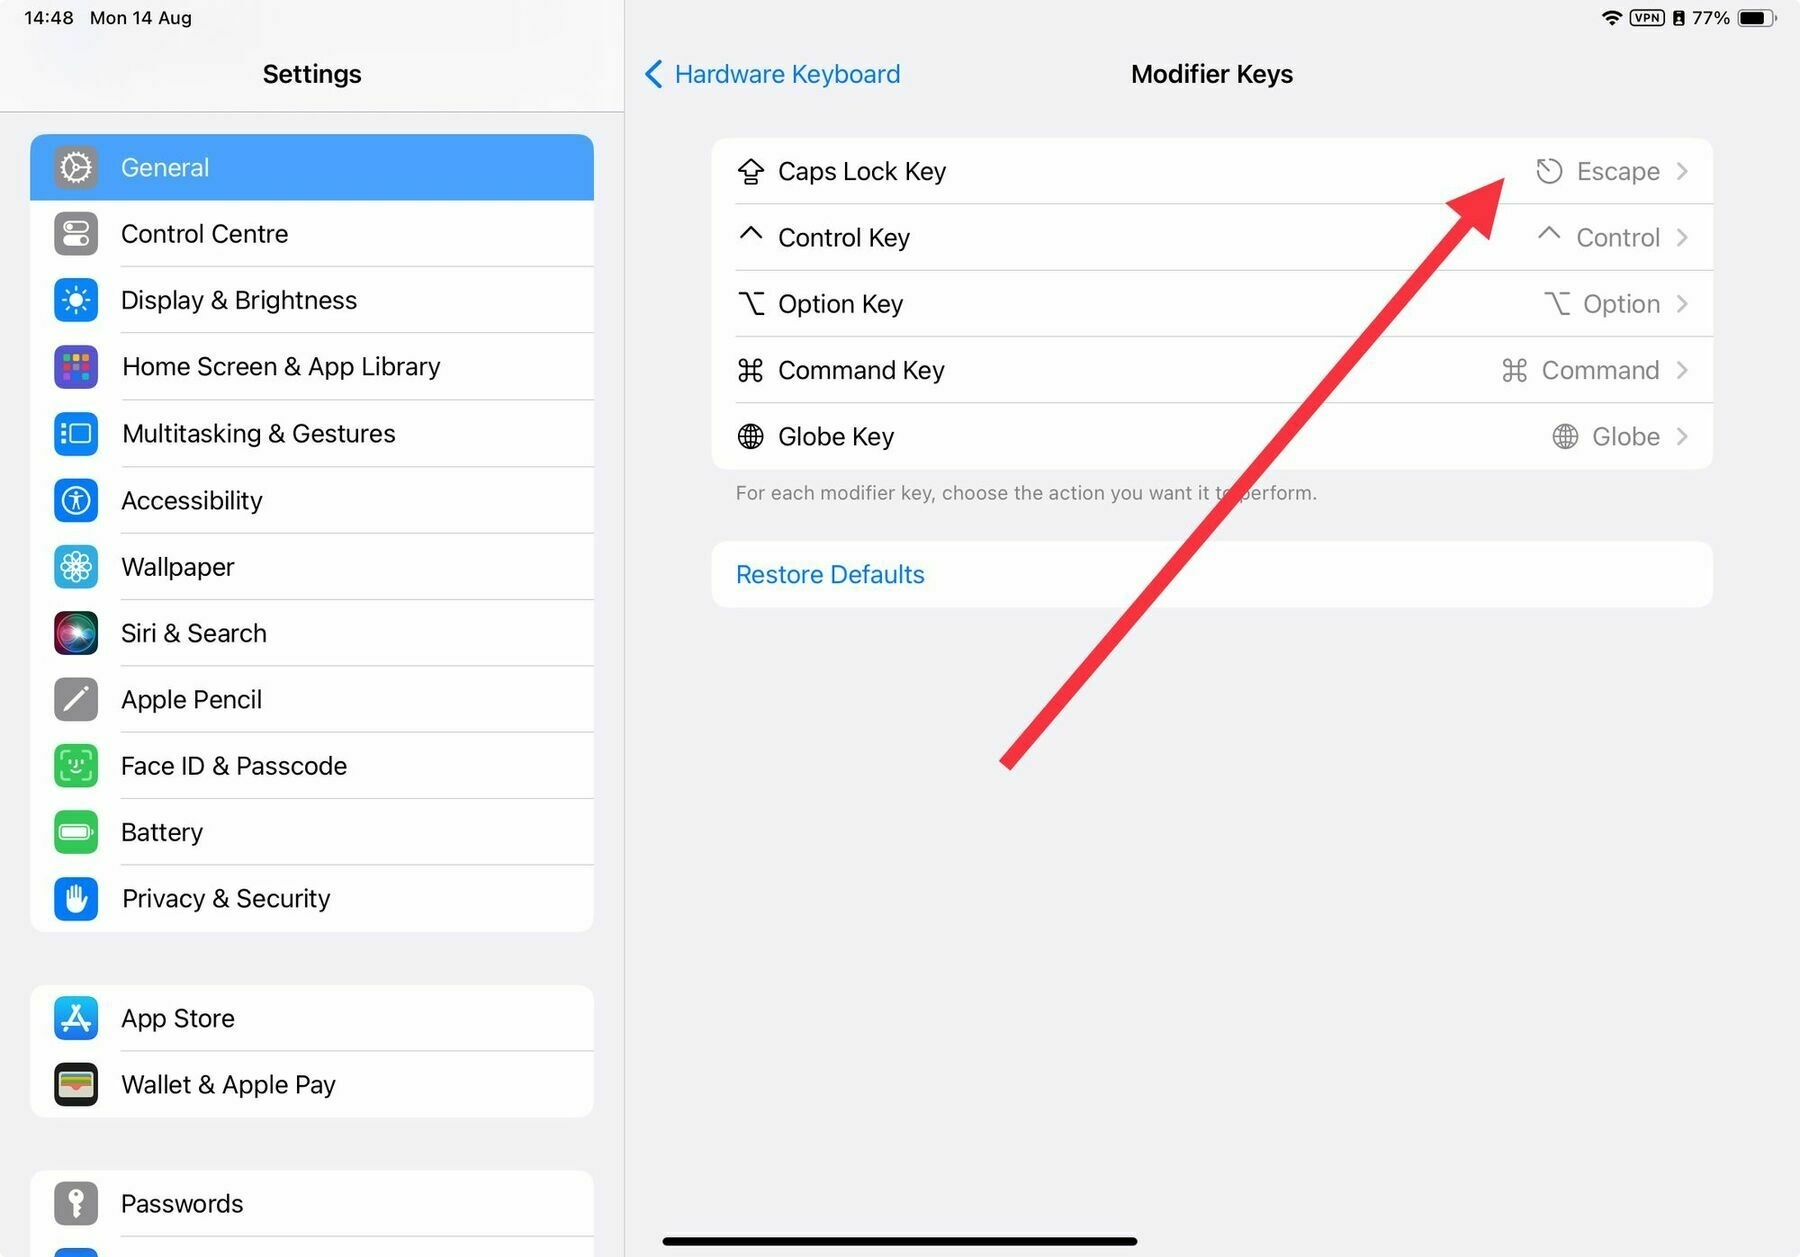 14:48 Mon 14 Aug
VPN 77%
Settings
General
Control Centre
Display & Brightness
Home Screen & App Library
Multitasking & Gestures
Accessibility
Wallpaper
Siri & Search
Apple Pencil
Face ID & Passcode
Battery
Privacy & Security
App Store
Wallet & Apple Pay
Passwords
Hardware Keyboard
Modifier Keys
Caps Lock Key Escape
Control Key Control
Option Key Option
Command Key Command
Globe Key Globe
For each modifier key, choose the action you want it to perform.
Restore Defaults